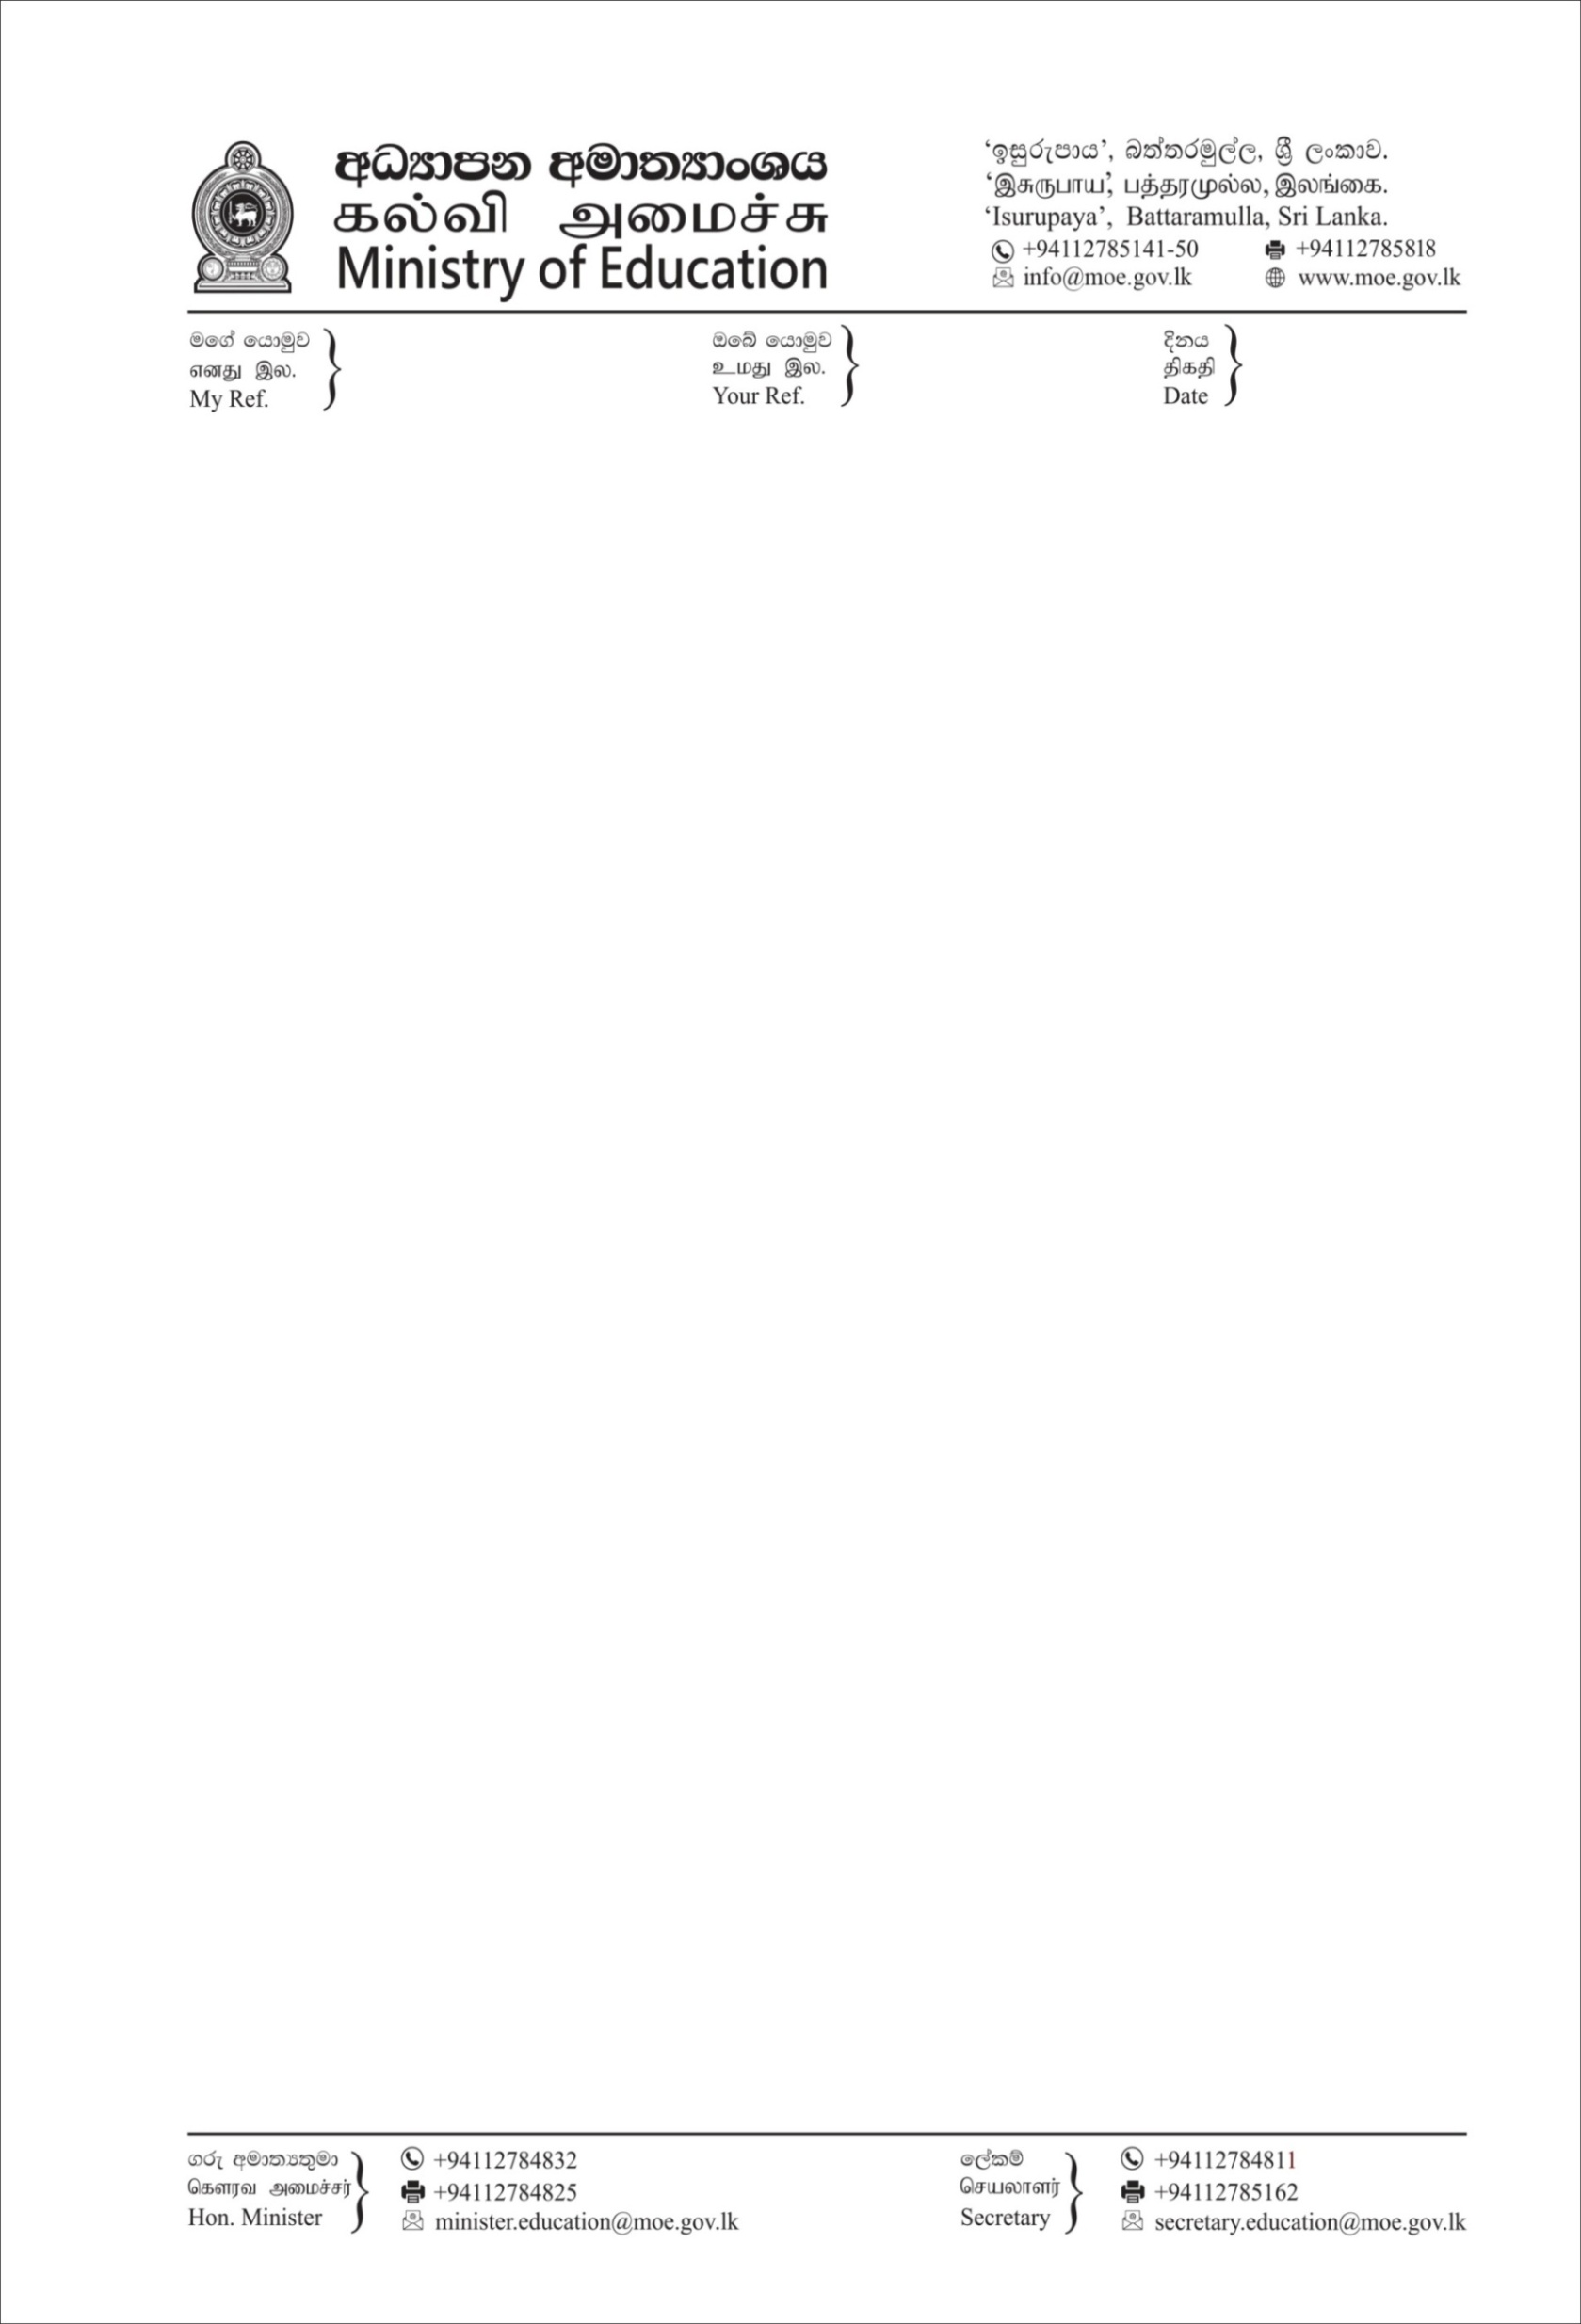 අධ්‍යාපන අමාත්‍යාංශය
கல்வி அமைச்சு
Ministry of Education
‘ඉසුරුපාය’, බත්තරමුල්ල, ශ්‍රී ලංකාව.
‘இசுருபாய’, பத்தரமுல்ல, இலங்கை.
‘Isurupaya’, Battaramulla, Sri Lanka.
+94112785141-50 +94112785818
info@moe.gov.lk www.moe.gov.lk
මගේ යොමුව
எனது இல.
My Ref.
ඔබේ යොමුව
உமது இல.
Your Ref.
දිනය
திகதி
Date
ගරු අමාත්‍යතුමා
கௌரவ அமைச்சர்
Hon. Minister
+94112784832
+94112784825
minister.education@moe.gov.lk
ලේකම්
செயலாளர்
Secretary
+94112784811
+94112785162
secretary.education@moe.gov.lk